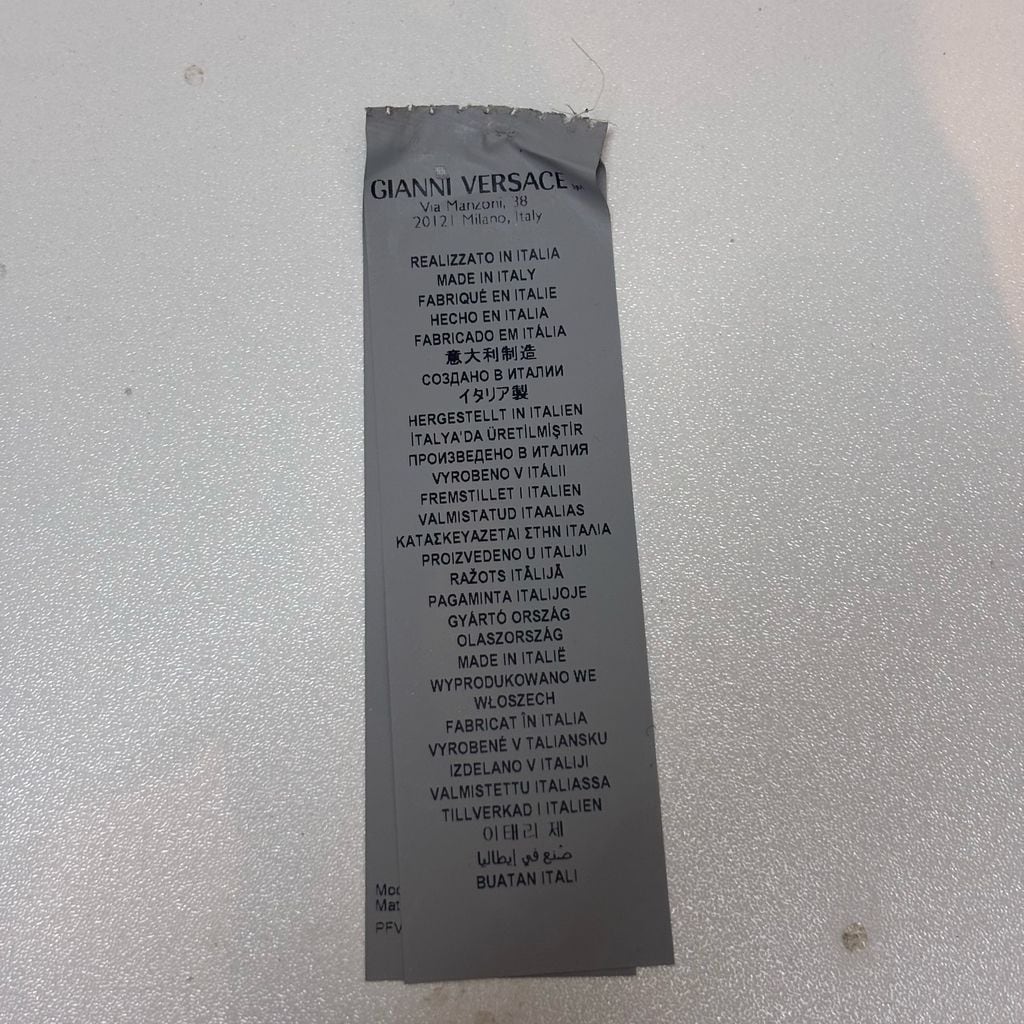 GIANNI VERSACE
Via Manzoni, 38
20121 Milano, Italy
REALIZZATO IN ITALIA
MADE IN ITALY
FABRIQUÉ EN ITALIE
HECHO EN ITALIA
FABRICADO EM ITÁLIA
意大利制造
СОЗДАНО В ИТАЛИИ
イタリア製
HERGESTELLT IN ITALIEN
İTALYA'DA ÜRETİLMİŞTİR
ПРОИЗВЕДЕНО В ИТАЛИЯ
VYROBENO V ITÁLII
FREMSTILLET I ITALIEN
VALMISTATUD ITAALIAS
ΚΑΤΑΣΚΕΥΑΖΕΤΑΙ ΣΤΗΝ ΙΤΑΛΙΑ
PROIZVEDENO U ITALIJI
RAŽOTS ITĀLIJĀ
PAGAMINTA ITALIJOJE
GYÁRTÓ ORSZÁG
OLASZORSZÁG
MADE IN ITALIË
WYPRODUKOWANO WE
WŁOSZECH
FABRICAT ÎN ITALIA
VYROBENÉ V TALIANSKU
IZDELANO V ITALIJI
VALMISTETTU ITALIASSA
TILLVERKAD I ITALIEN
이태리 제
صُنع في إيطاليا
BUATAN ITALI
Moc
Mat
PFV